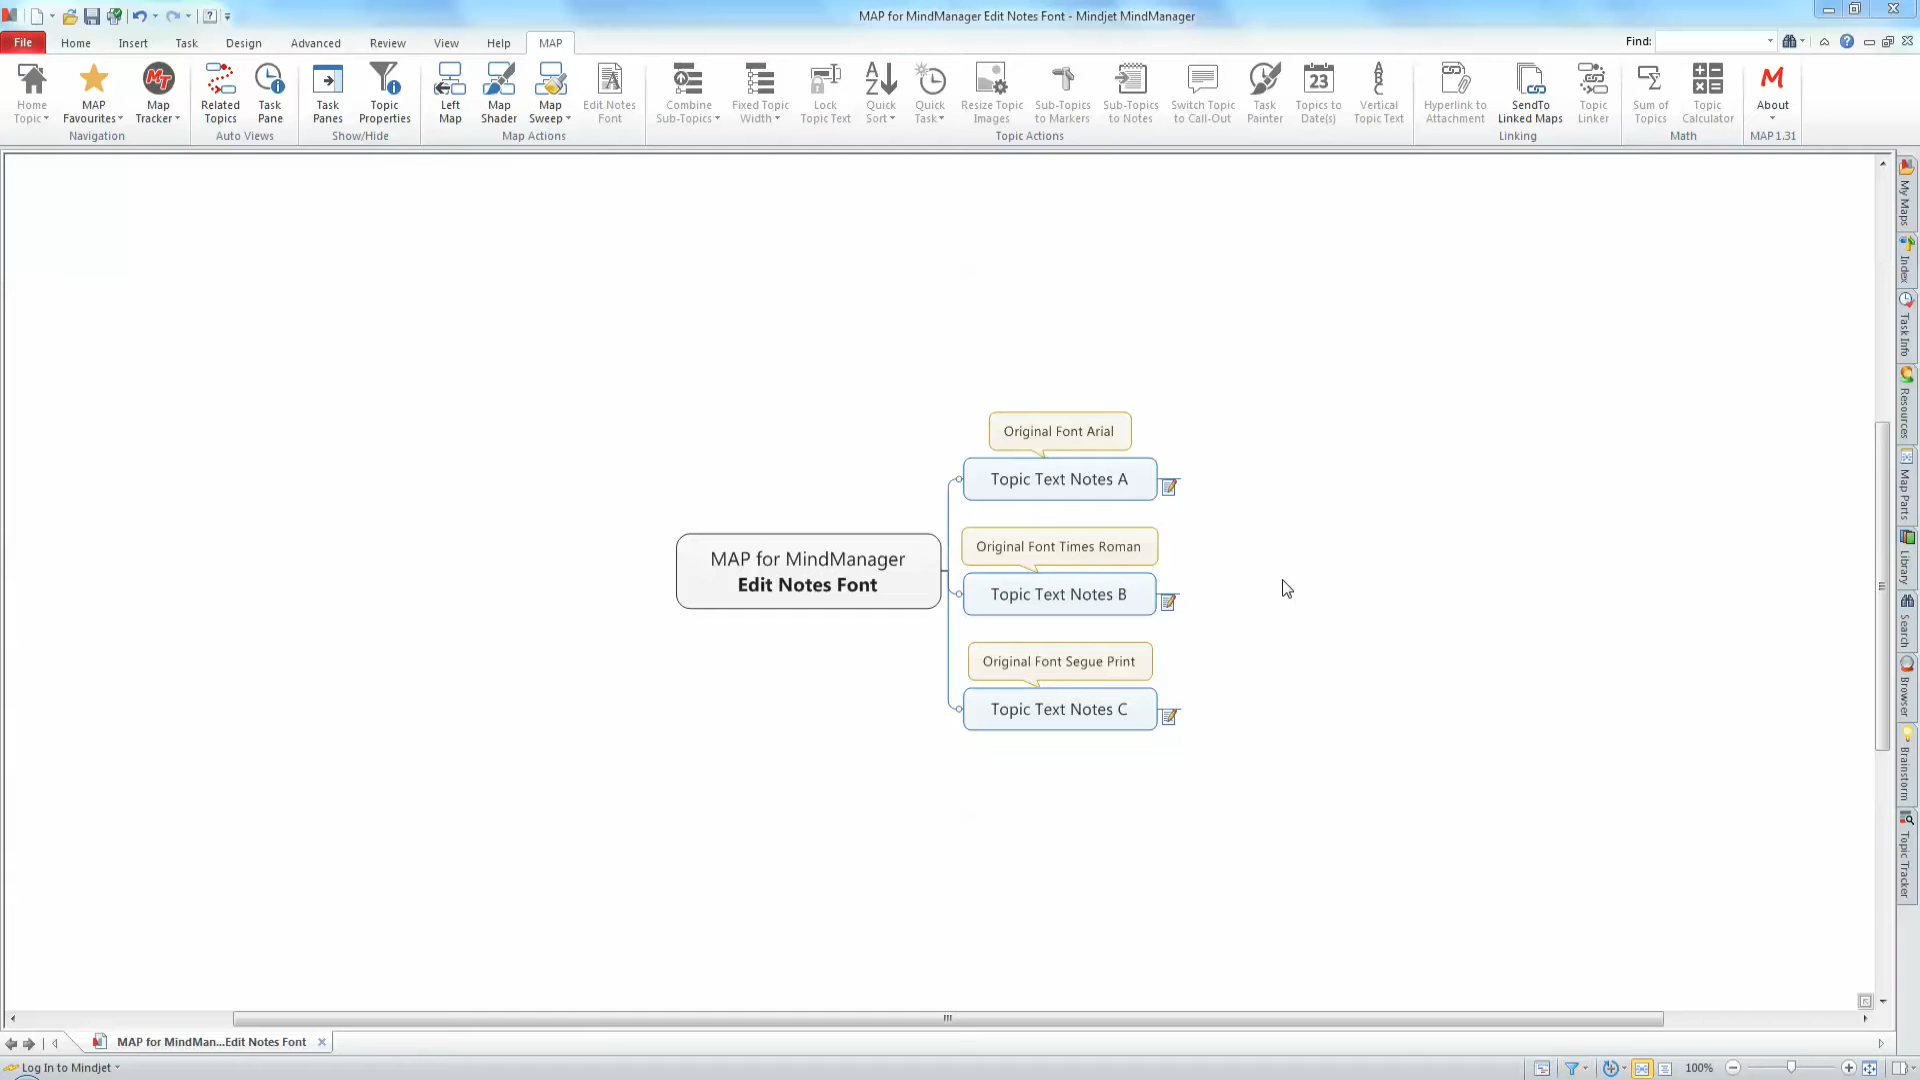 MAP for MindManager Edit Notes Font - Mindjet MindManager
File Home Insert Task Design Advanced Review View Help MAP Find:
Home Topic
MAP Favourites
Map Tracker
Navigation
Related Topics
Task Pane
Auto Views
Task Panes
Topic Properties
Show/Hide
Left Map
Map Shader
Map Sweep
Edit Notes Font
Map Actions
Combine Sub-Topics
Fixed Topic Width
Lock Topic Text
Quick Sort
Quick Task
Resize Topic Images
Sub-Topics to Markers
Sub-Topics to Notes
Switch Topic to Call-Out
Task Painter
23
Topics to Date(s)
Vertical Topic Text
Topic Actions
Hyperlink to Attachment
SendTo Linked Maps
Topic Linker
Linking
Sum of Topics
Topic Calculator
Math
About
MAP 1.31
Original Font Arial
Topic Text Notes A
Original Font Times Roman
Topic Text Notes B
Original Font Segue Print
Topic Text Notes C
MAP for MindManager
Edit Notes Font
My Maps
Index
Task Info
Resources
Map Parts
Library
Search
Browser
Brainstorm
Topic Tracker
MAP for MindMan...Edit Notes Font
Log In to Mindjet
100%